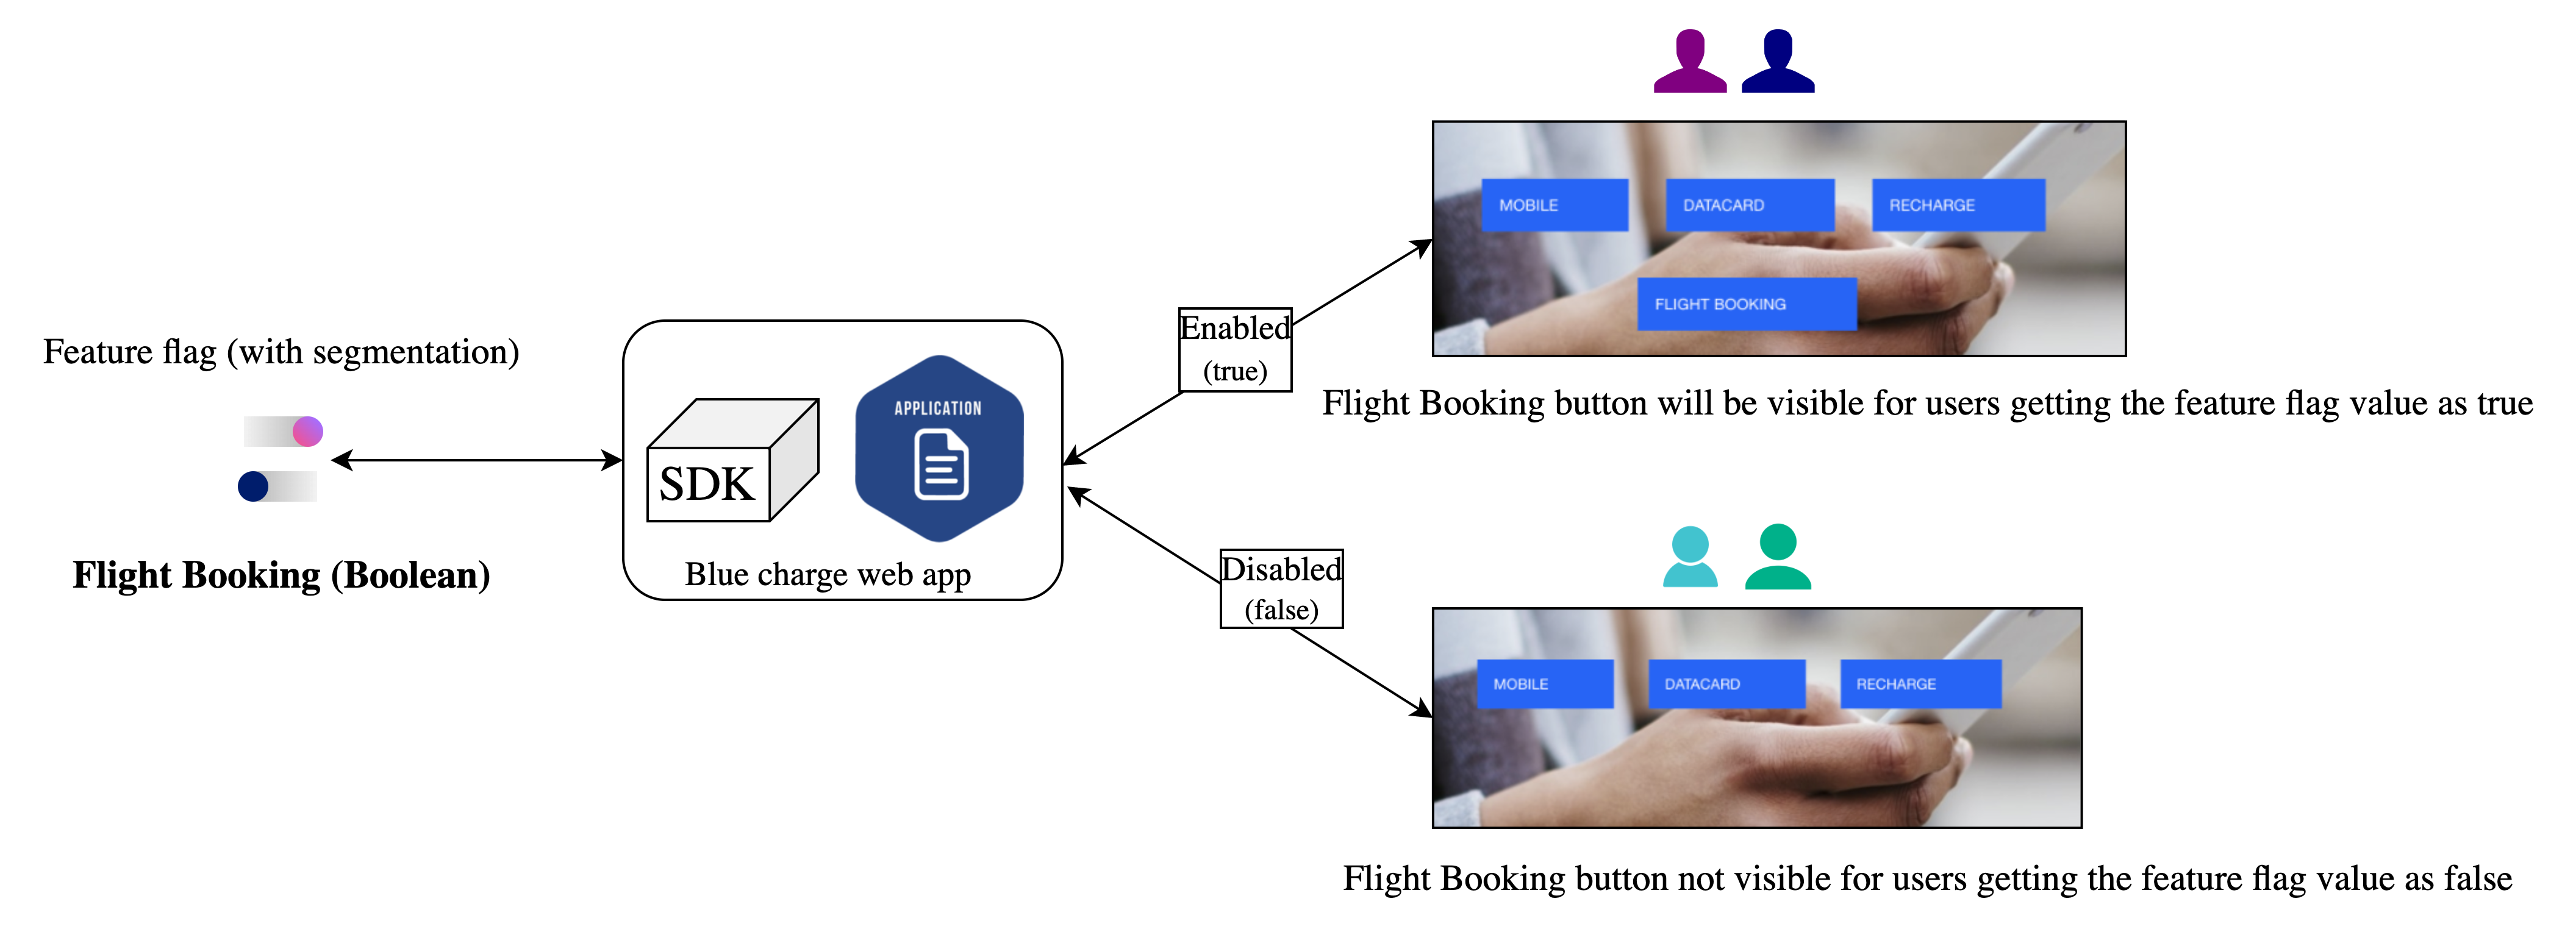 Feature flag (with segmentation)
Flight Booking (Boolean)
SDK
APPLICATION
Blue charge web app
Enabled
(true)
Disabled
(false)
MOBILE
DATACARD
RECHARGE
FLIGHT BOOKING
Flight Booking button will be visible for users getting the feature flag value as true
MOBILE
DATACARD
RECHARGE
Flight Booking button not visible for users getting the feature flag value as false